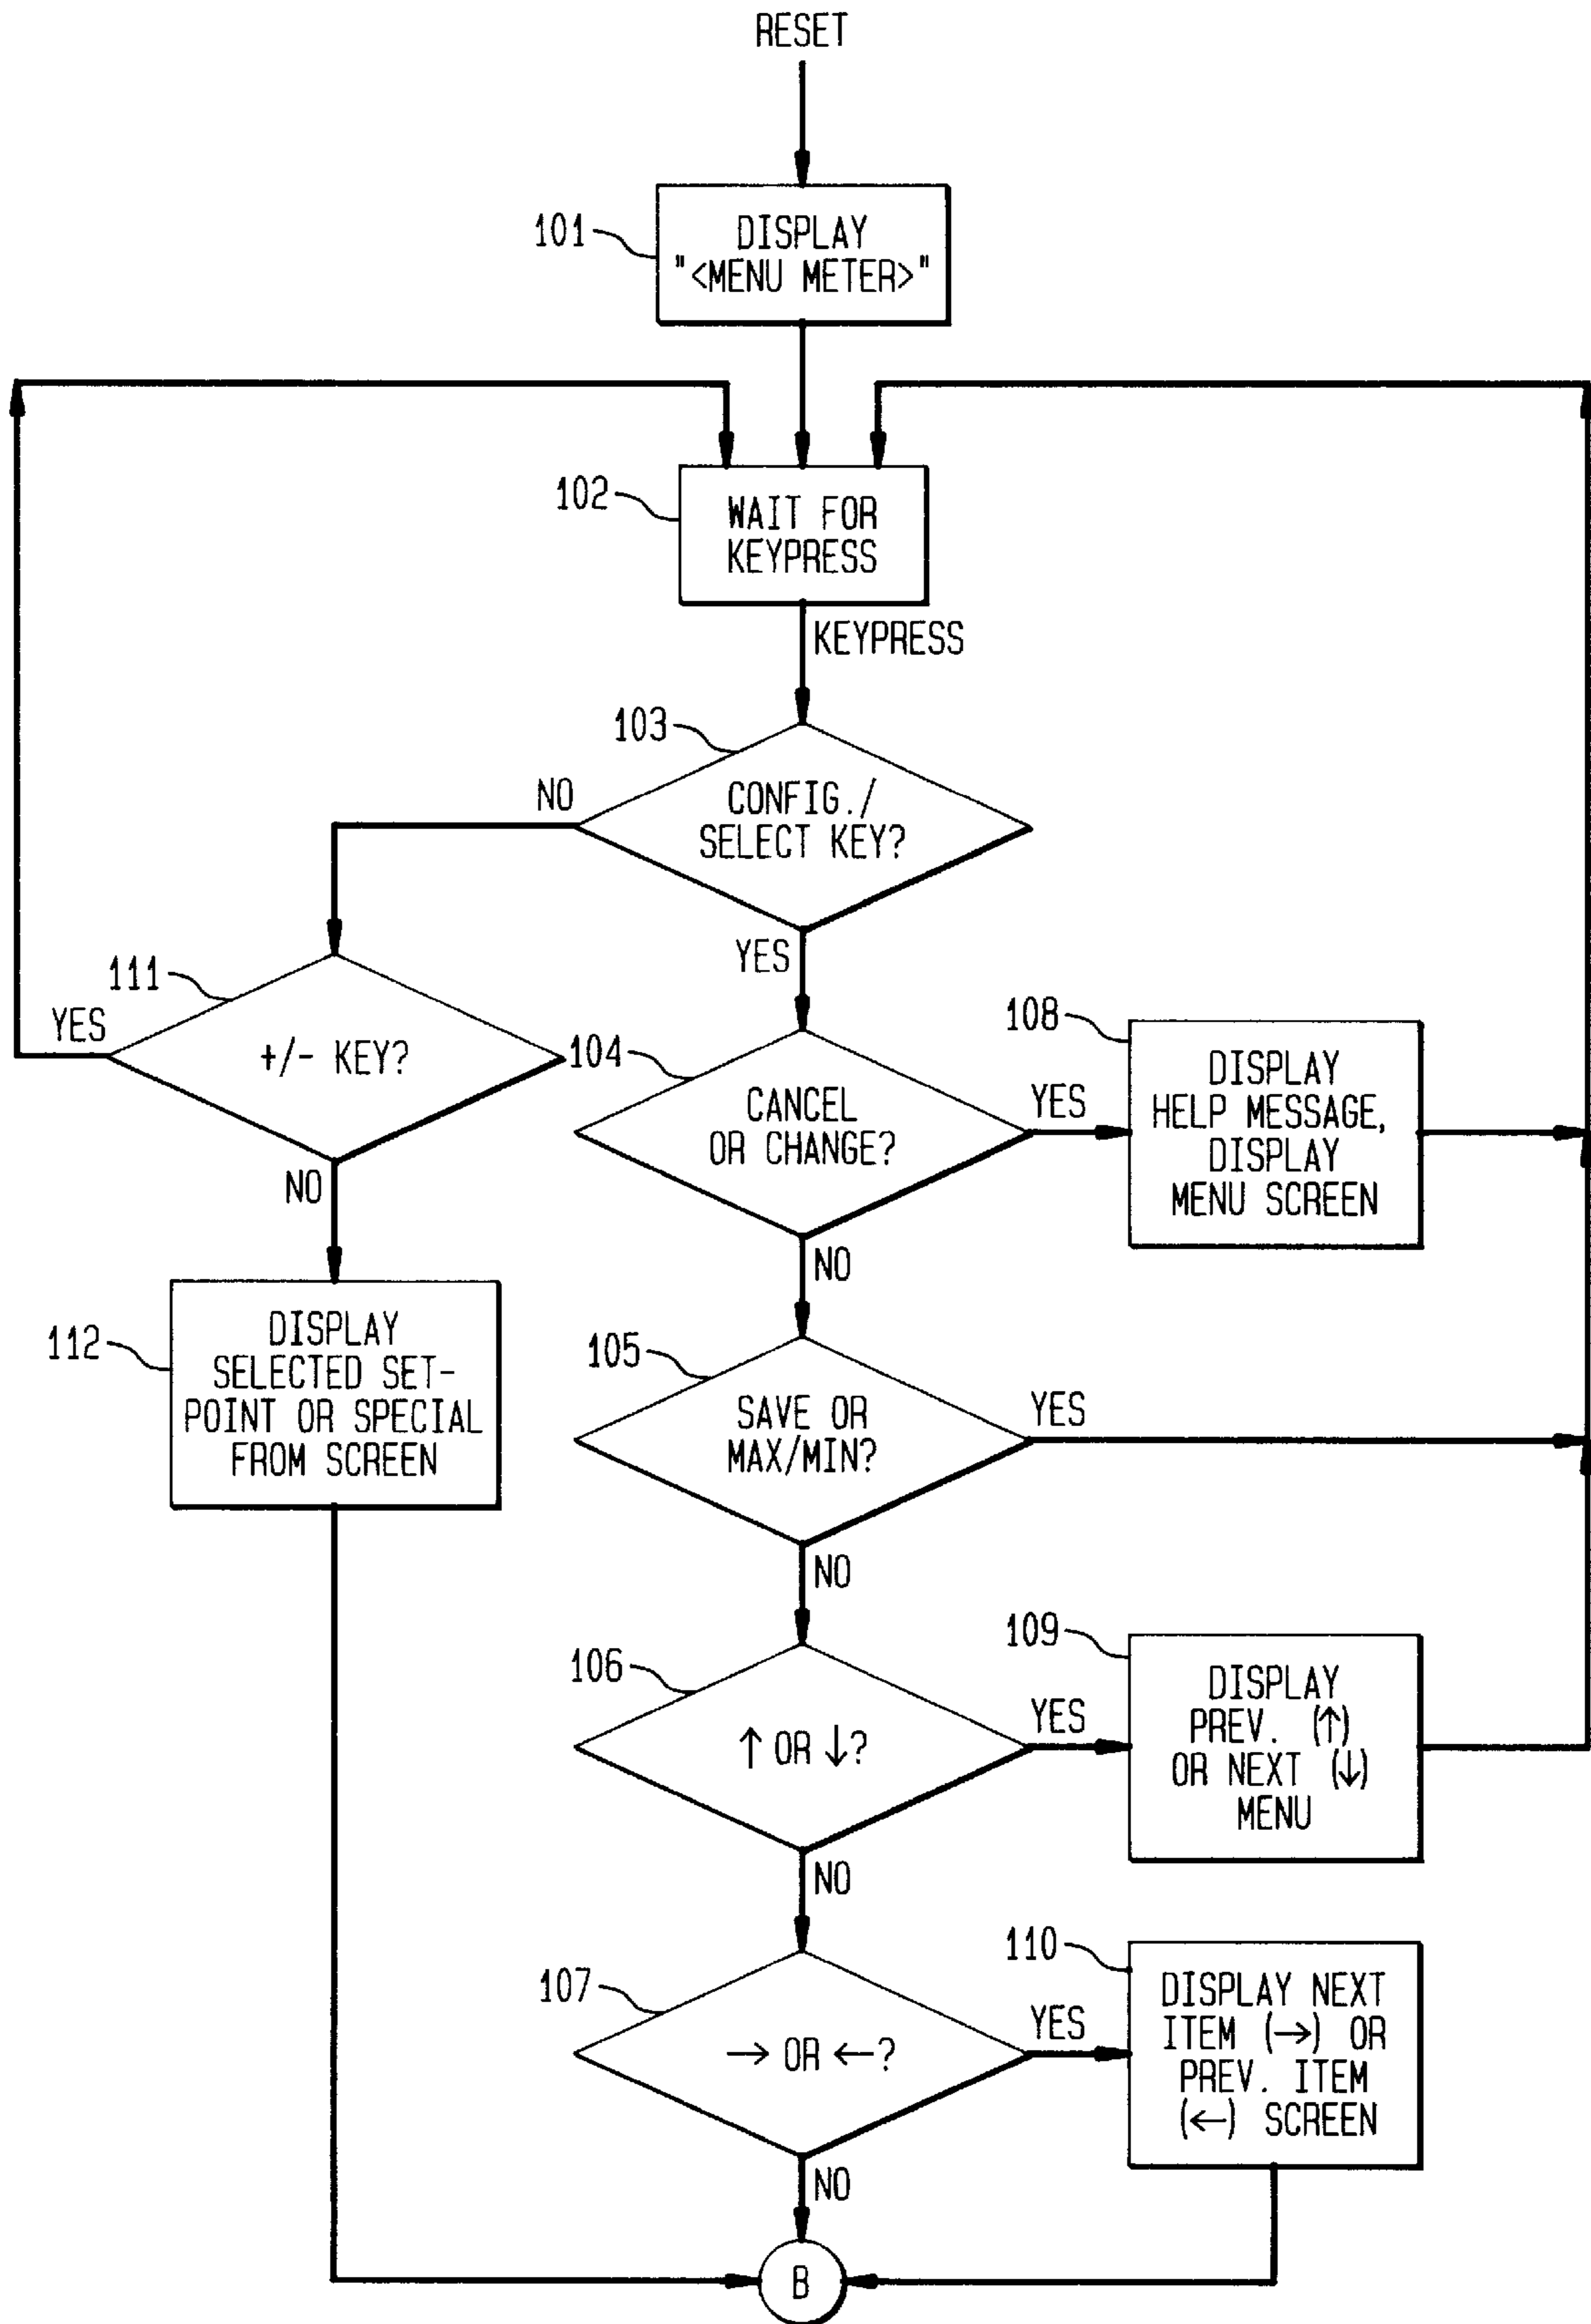 RESET
101
DISPLAY
"<MENU METER>"
102
WAIT FOR
KEYPRESS
KEYPRESS
103
CONFIG./
SELECT KEY?
NO
YES
111
+/- KEY?
YES
NO
104
CANCEL
OR CHANGE?
YES
NO
108
DISPLAY
HELP MESSAGE,
DISPLAY
MENU SCREEN
112
DISPLAY
SELECTED SET-
POINT OR SPECIAL
FROM SCREEN
105
SAVE OR
MAX/MIN?
YES
NO
106
↑ OR ↓?
YES
NO
109
DISPLAY
PREV. (↑)
OR NEXT (↓)
MENU
107
→ OR ←?
YES
NO
110
DISPLAY NEXT
ITEM (→) OR
PREV. ITEM
(←) SCREEN
B